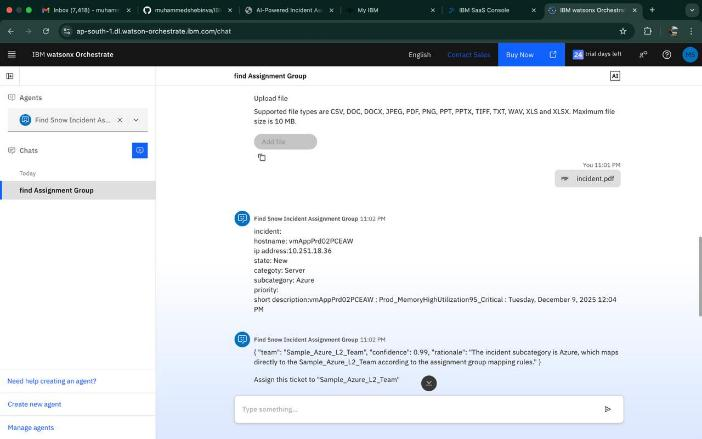 Inbox (7,418) - muhamm
muhammedshebinva/IB
AI-Powered Incident As
My IBM
IBM SaaS Console
IBM watsonx Orchestrate
ap-south-1.dl.watson-orchestrate.ibm.com/chat
IBM watsonx Orchestrate
English
Contact Sales
Buy Now
24 trial days left
MS
find Assignment Group
AI
Agents
Find Snow Incident As...
Chats
Today
find Assignment Group
Upload file
Supported file types are CSV, DOC, DOCX, JPEG, PDF, PNG, PPT, PPTX, TIFF, TXT, WAV, XLS and XLSX. Maximum file
size is 10 MB.
Add file
You 11:01 PM
incident.pdf
Find Snow Incident Assignment Group 11:02 PM
incident:
hostname: vmAppPrd02PCEAW
ip address:10.251.18.36
state: New
categoty: Server
subcategory: Azure
priority:
short description:vmAppPrd02PCEAW : Prod_MemoryHighUtilization95_Critical : Tuesday, December 9, 2025 12:04
PM
Find Snow Incident Assignment Group 11:02 PM
{ "team": "Sample_Azure_L2_Team", "confidence": 0.99, "rationale": "The incident subcategory is Azure, which maps
directly to the Sample_Azure_L2_Team according to the assignment group mapping rules." }
Assign this ticket to "Sample_Azure_L2_Team"
Type something...
Need help creating an agent?
Create new agent
Manage agents